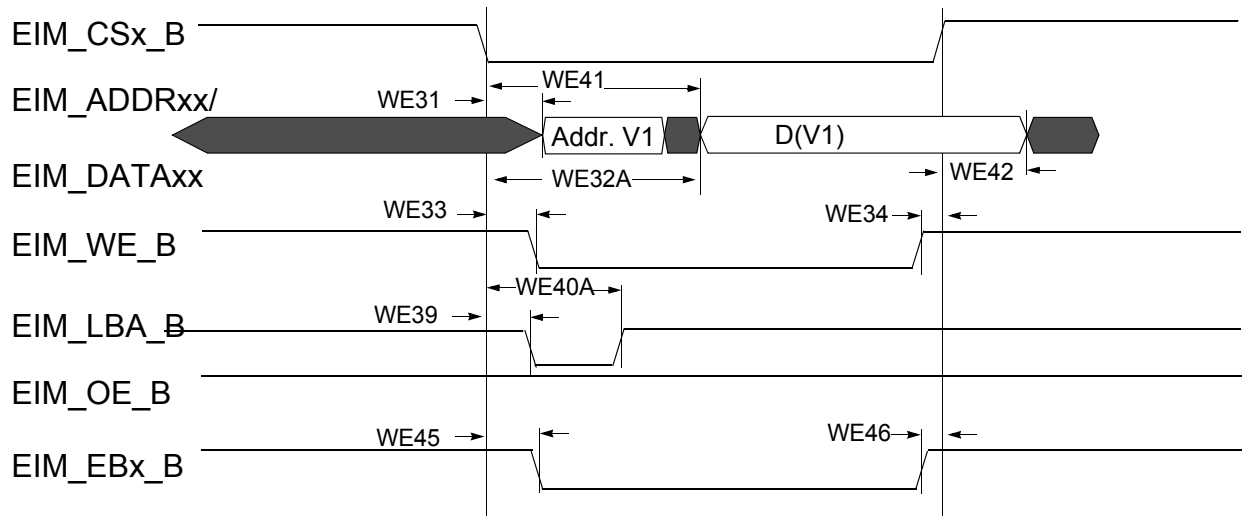 EIM_CSx_B
WE41
EIM_ADDRxx/
WE31
Addr. V1
D(V1)
EIM_DATAxx
WE32A
WE42
WE33
WE34
EIM_WE_B
WE40A
WE39
EIM_LBA_B
EIM_OE_B
WE45
WE46
EIM_EBx_B